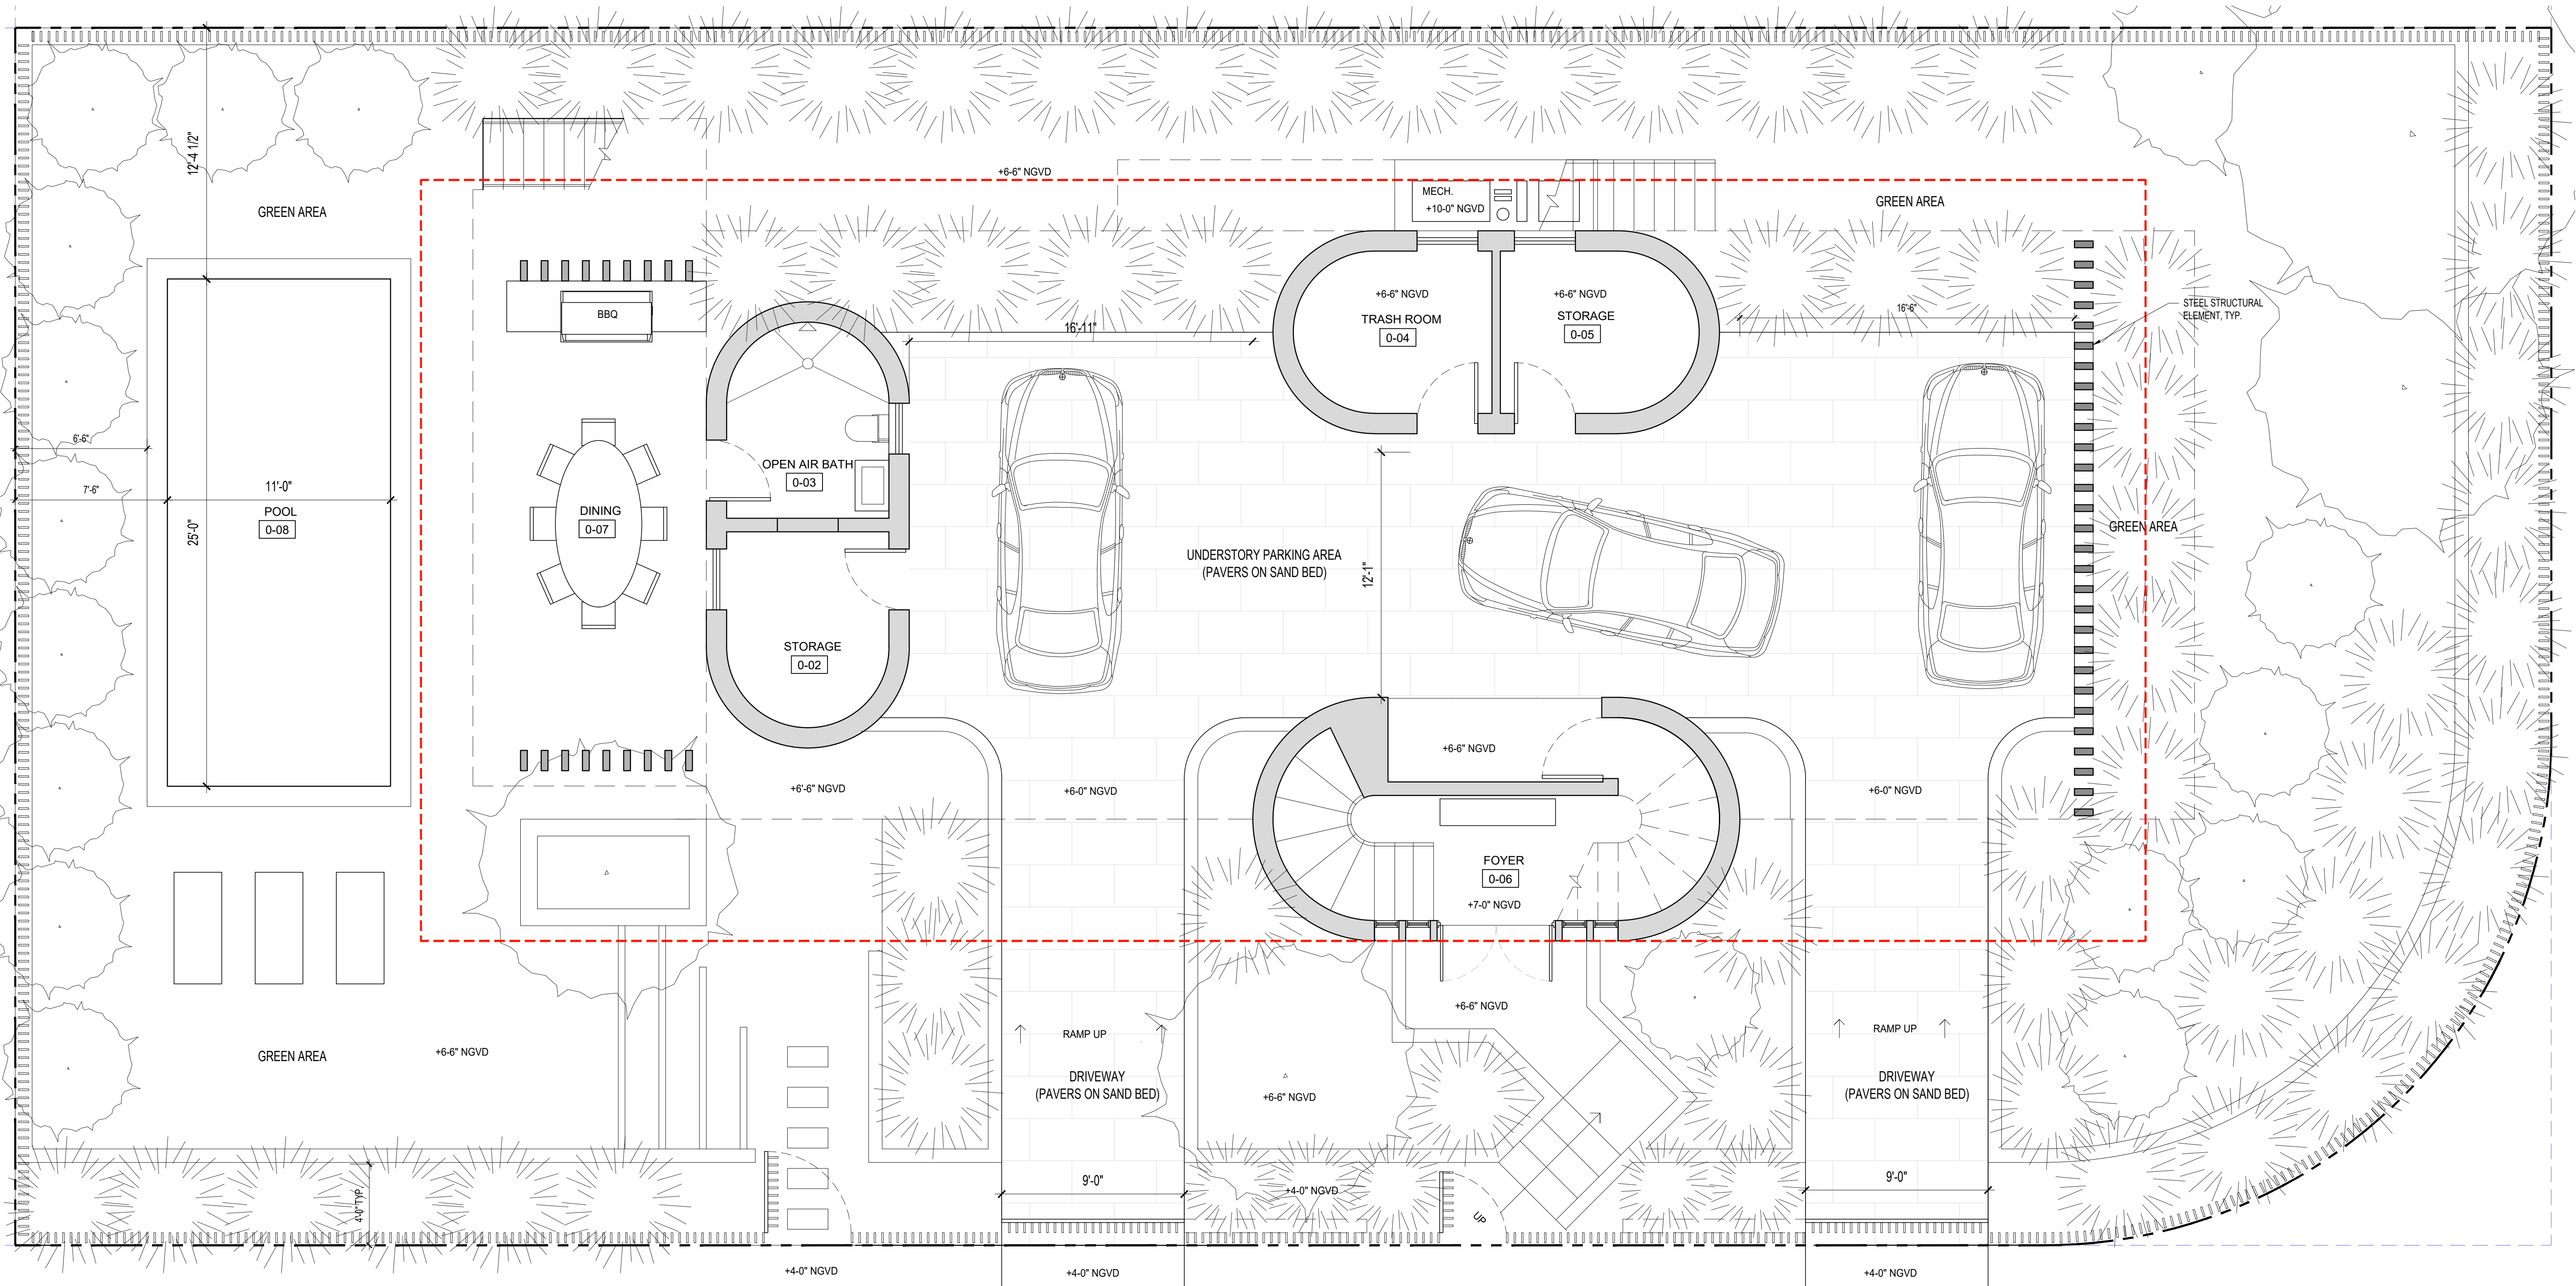 12'-4 1/2"
+6-6" NGVD
MECH.
+10-0" NGVD
GREEN AREA
GREEN AREA
BBQ
16'-11"
+6-6" NGVD
TRASH ROOM
0-04
+6-6" NGVD
STORAGE
0-05
16'-6"
STEEL STRUCTURAL
ELEMENT, TYP.
6'-6"
7'-6"
11'-0"
POOL
0-08
25'-0"
DINING
0-07
OPEN AIR BATH
0-03
UNDERSTORY PARKING AREA
(PAVERS ON SAND BED)
12'-1"
GREEN AREA
STORAGE
0-02
+6'-6" NGVD
+6-0" NGVD
+6-6" NGVD
+6-0" NGVD
FOYER
0-06
+7-0" NGVD
GREEN AREA
+6-6" NGVD
RAMP UP
DRIVEWAY
(PAVERS ON SAND BED)
+6-6" NGVD
+6-6" NGVD
RAMP UP
DRIVEWAY
(PAVERS ON SAND BED)
4'-0" TYP.
9'-0"
+4-0" NGVD
UP
9'-0"
+4-0" NGVD
+4-0" NGVD
+4-0" NGVD